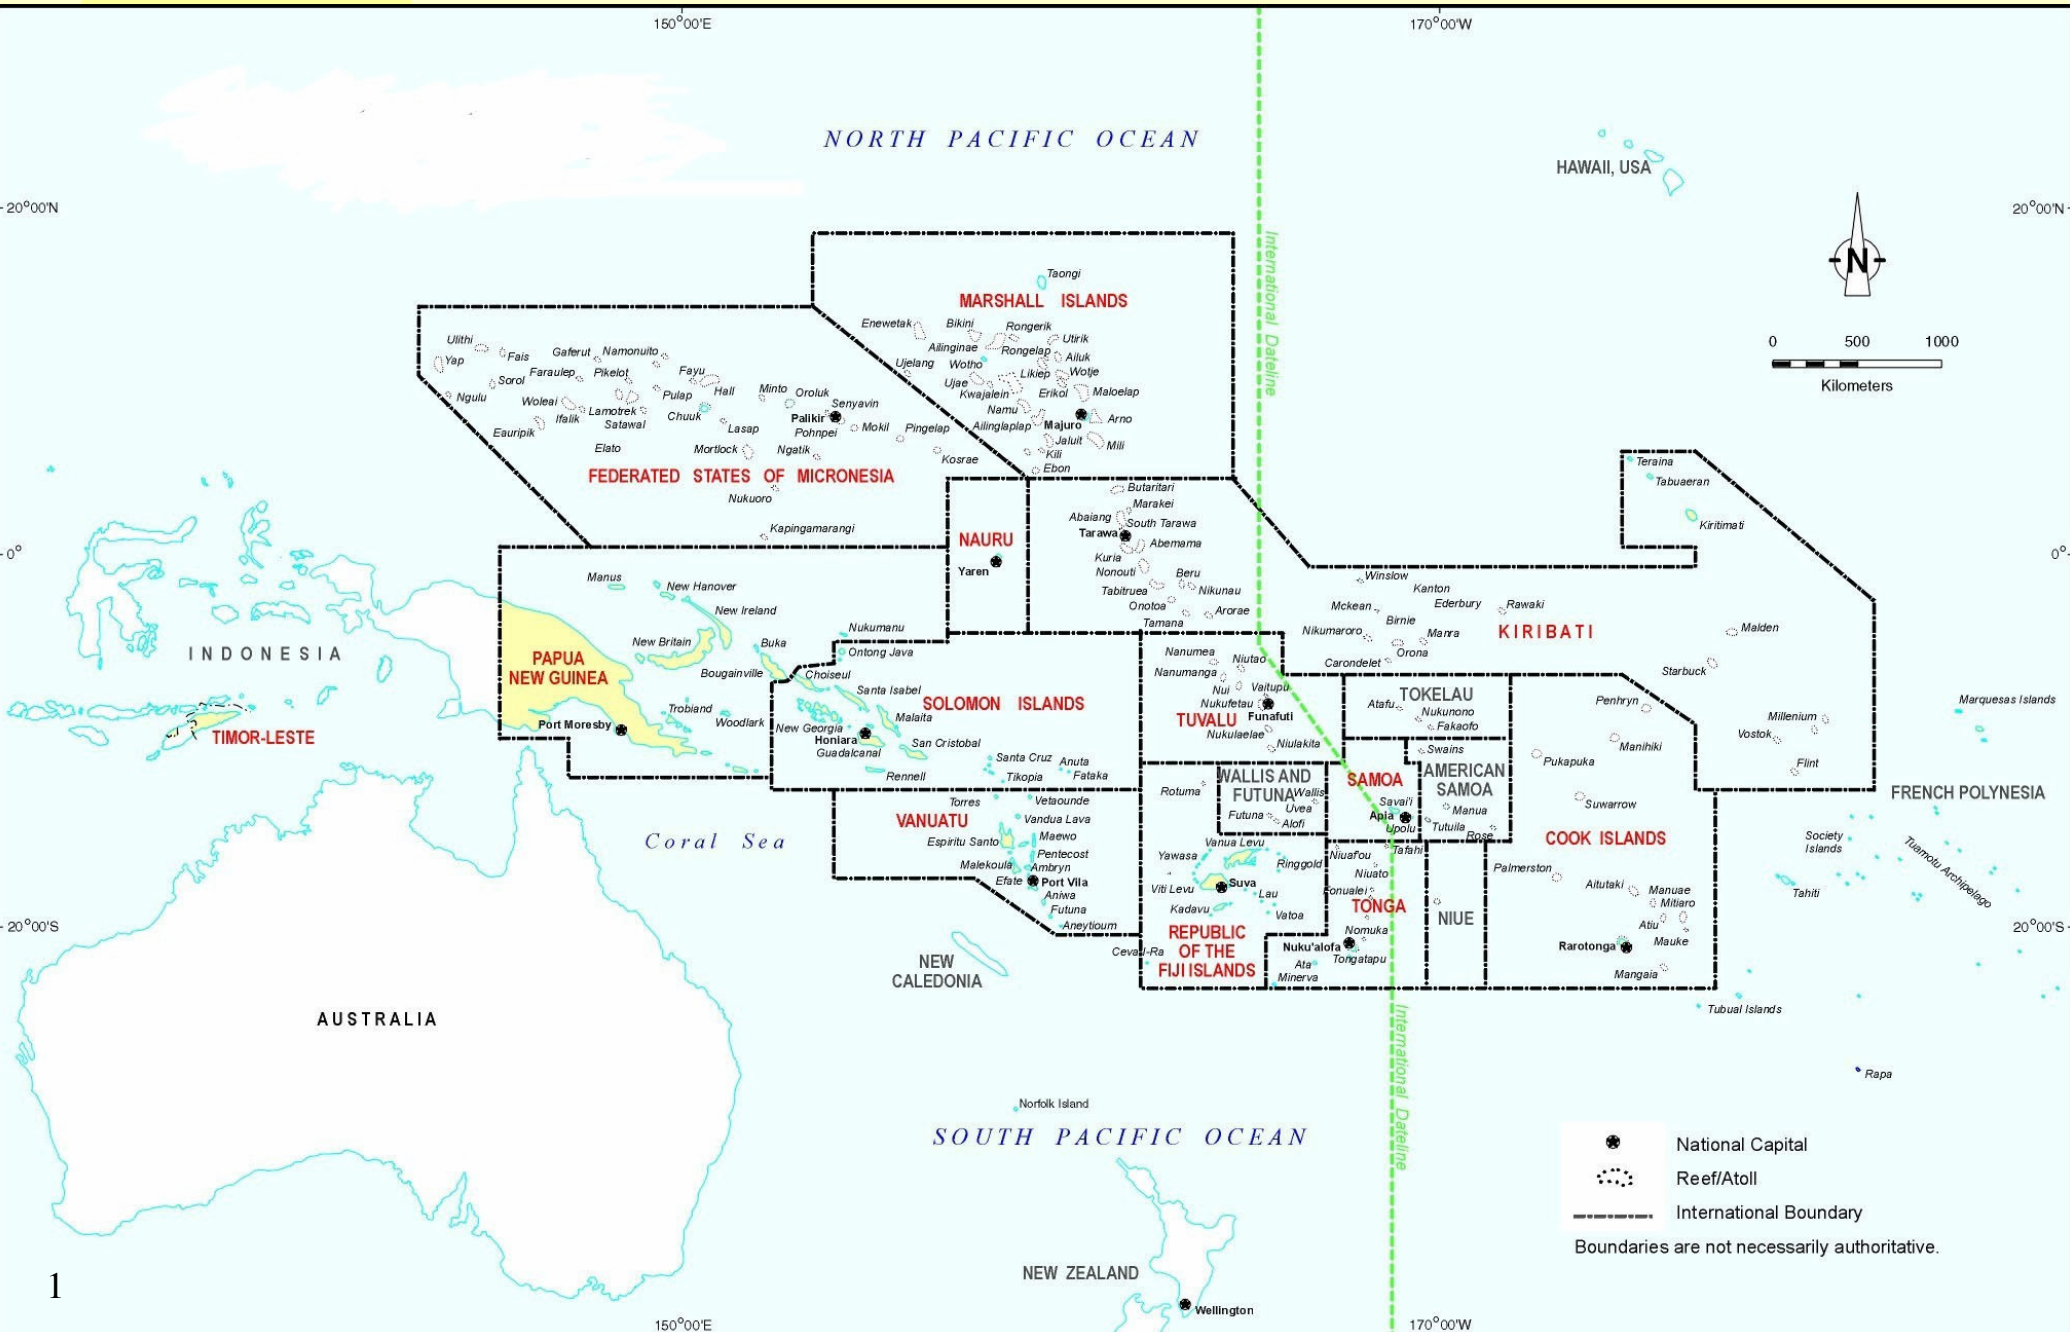 150°00'E
170°00'W
NORTH PACIFIC OCEAN
HAWAII, USA
20°00'N
20°00'N
N
International Dateline
Taongi
MARSHALL ISLANDS
Enewetak
Bikini
Rongerik
Utirik
Ailinginae
Rongelap
Ailuk
Ujelang
Wotho
Likiep
Wotje
Ujae
Kwajalein
Erikol
Maloelap
Namu
Arno
Ailinglaplap
Majuro
Jaluit
Mili
Kili
Ebon
0 500 1000
Kilometers
Ulithi
Yap
Fais
Gaferut
Namonuito
Sorol
Faraulep
Pikelot
Fayu
Hall
Ngulu
Woleai
Ifalik
Lamotrek
Satawal
Pulap
Chuuk
Minto
Oroluk
Senyavin
Palikir
Pohnpei
Mokil
Pingelap
Eauripik
Elato
Lasap
Mortlock
Ngatik
Kosrae
FEDERATED STATES OF MICRONESIA
Nukuoro
Kapingamarangi
0°
0°
NAURU
Yaren
Butaritari
Marakei
Abaiang
South Tarawa
Tarawa
Abemama
Kuria
Nonouti
Beru
Tabitruea
Nikunau
Onotoa
Arorae
Tamana
Teraina
Tabuaeran
Kiritimati
Winslow
Kanton
Mckean
Ederbury
Rawaki
Birnie
Nikumaroro
Manra
Orona
Carondelet
KIRIBATI
Malden
Starbuck
Millenium
Vostok
Flint
INDONESIA
TIMOR-LESTE
Manus
New Hanover
New Ireland
New Britain
Buka
Bougainville
Nukumanu
PAPUA
NEW GUINEA
Port Moresby
Trobiand
Woodlark
Ontong Java
Choiseul
Santa Isabel
SOLOMON ISLANDS
Malaita
New Georgia
Honiara
Guadalcanal
San Cristobal
Rennell
Santa Cruz
Anuta
Tikopia
Fataka
Nanumea
Niutao
Nanumanga
Nui
Vaitupu
Nukufetau
Funafuti
TUVALU
Nukulaelae
Niulakita
TOKELAU
Atafu
Nukunono
Fakaofo
Swains
AMERICAN
SAMOA
Manua
Tutuila
Rose
SAMOA
Savai'i
Apia
Upolu
WALLIS AND
FUTUNA
Wallis
Uvea
Futuna
Alofi
Rotuma
Penrhyn
Manihiki
Pukapuka
Suwarrow
COOK ISLANDS
Palmerston
Aitutaki
Manuae
Mitiaro
Atiu
Mauke
Rarotonga
Mangaia
Marquesas Islands
FRENCH POLYNESIA
Society
Islands
Tuamotu Archipelago
Tahiti
Tubual Islands
Rapa
Coral Sea
VANUATU
Torres
Vetaounde
Vandua Lava
Espiritu Santo
Maewo
Pentecost
Malekoula
Ambryn
Efate
Port Vila
Aniwa
Futuna
Aneytioum
Yawasa
Vanua Levu
Ringgold
Viti Levu
Suva
Lau
Kadavu
Vatoa
REPUBLIC
OF THE
FIJI ISLANDS
Ceva-I-Ra
Niuafou
Tafahi
Niuato
Fonualei
TONGA
Nomuka
Nuku'alofa
Tongatapu
Ata
Minerva
NIUE
20°00'S
20°00'S
NEW
CALEDONIA
AUSTRALIA
International Dateline
Norfolk Island
SOUTH PACIFIC OCEAN
NEW ZEALAND
Wellington
National Capital
Reef/Atoll
International Boundary
Boundaries are not necessarily authoritative.
1
150°00'E
170°00'W